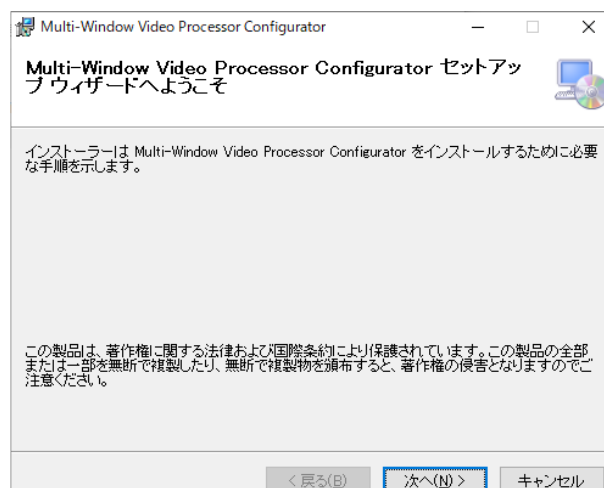 Multi-Window Video Processor Configurator
Multi-Window Video Processor Configurator セットアッ
プ ウィザードへようこそ
インストーラーは Multi-Window Video Processor Configurator をインストールするために必要
な手順を示します。
この製品は、著作権に関する法律および国際条約により保護されています。この製品の全部
または一部を無断で複製したり、無断で複製物を頒布すると、著作権の侵害となりますのでご
注意ください。
< 戻る(B) 次へ(N) > キャンセル